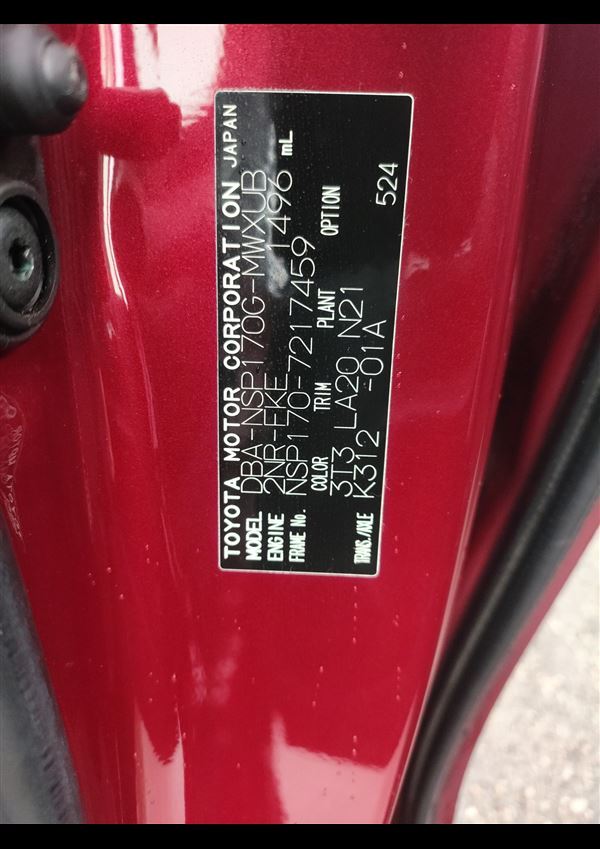 TOYOTA MOTOR CORPORATION JAPAN
MODEL DBA-NSP170G-MWXUB
ENGINE 2NR-FKE 1496 mL
FRAME No. NSP170-7217459
COLOR TRIM PLANT OPTION
3T3 LA20 N21
TRANS./AXLE K312 -01A
524